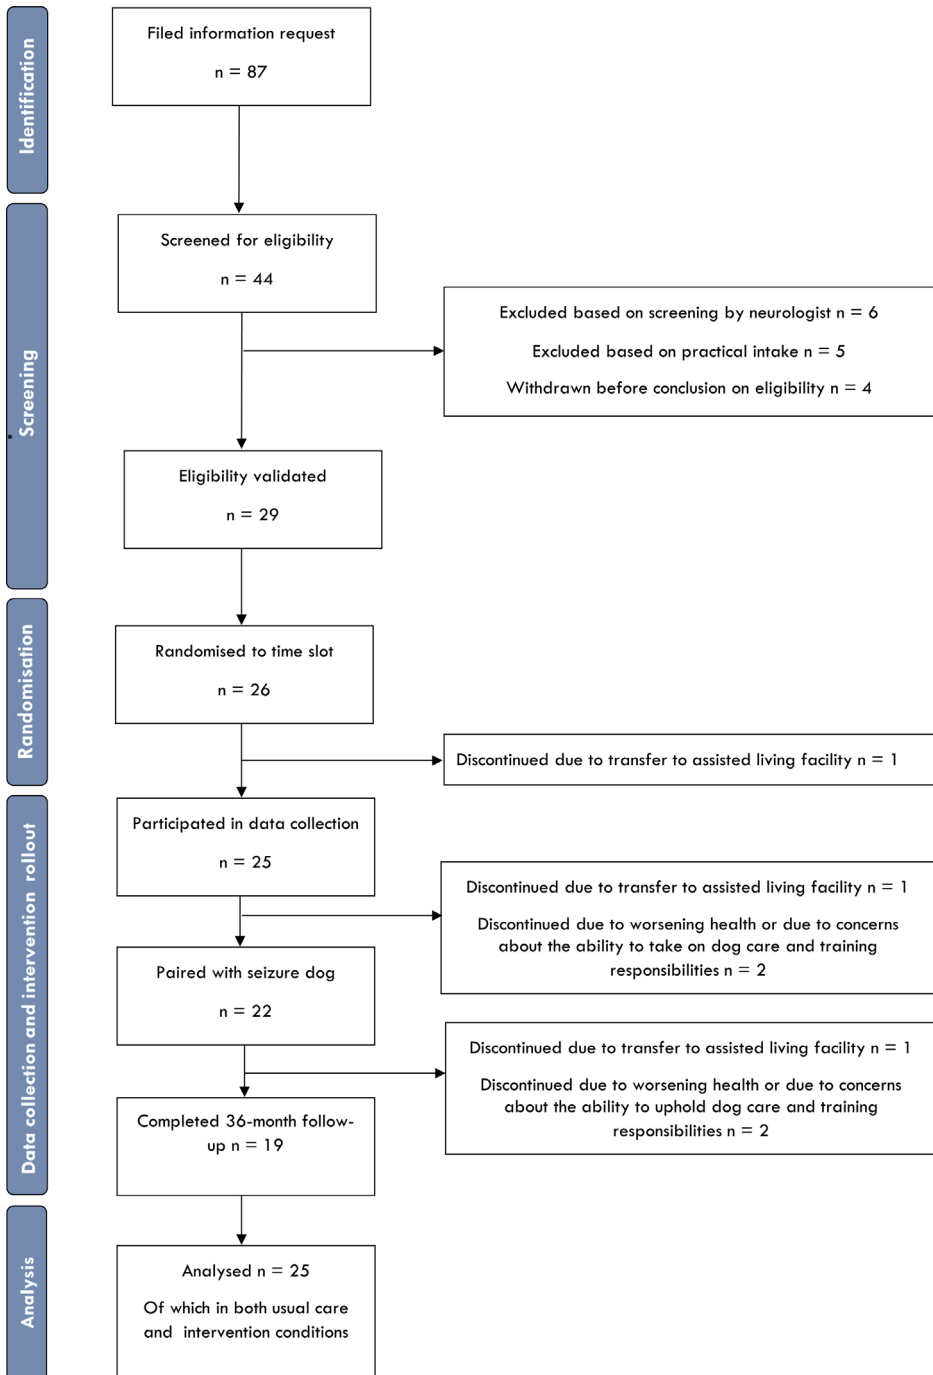 Identification
Filed information request
n = 87
Screening
Screened for eligibility
n = 44
Excluded based on screening by neurologist n = 6
Excluded based on practical intake n = 5
Withdrawn before conclusion on eligibility n = 4
Eligibility validated
n = 29
Randomisation
Randomised to time slot
n = 26
Discontinued due to transfer to assisted living facility n = 1
Data collection and intervention rollout
Participated in data collection
n = 25
Discontinued due to transfer to assisted living facility n = 1
Discontinued due to worsening health or due to concerns
about the ability to take on dog care and training
responsibilities n = 2
Paired with seizure dog
n = 22
Discontinued due to transfer to assisted living facility n = 1
Discontinued due to worsening health or due to concerns
about the ability to uphold dog care and training
responsibilities n = 2
Completed 36-month follow-
up n = 19
Analysis
Analysed n = 25
Of which in both usual care
and intervention conditions